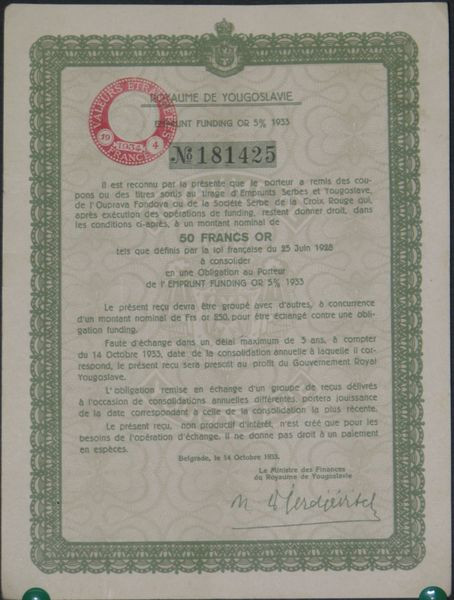 ROYAUME DE YOUGOSLAVIE
EMPRUNT FUNDING OR 5% 1933
VALEURS ETRANGERES
19 1934 4
FRANCE
№ 181425
Il est reconnu par la présente que le porteur a remis des cou-
pons ou des titres sortis au tirage d'Emprunts Serbes et Yougoslave,
de l'Ouprava Fondova ou de la Société Serbe de la Croix Rouge qui,
après exécution des opérations de funding, restent donner droit, dans
les conditions ci-après, à un montant nominal de
50 FRANCS OR
tels que définis par la loi française du 25 Juin 1928
à consolider
en une Obligation au Porteur
de l'EMPRUNT FUNDING OR 5% 1933
Le présent reçu devra être groupé avec d'autres, à concurrence
d'un montant nominal de Frs or 250, pour être échangé contre une obli-
gation funding.
Faute d'échange dans un délai maximum de 3 ans, à compter
du 14 Octobre 1933, date de la consolidation annuelle à laquelle il cor-
respond, le présent reçu sera prescrit au profit du Gouvernement Royal
Yougoslave.
L'obligation remise en échange d'un groupe de reçus délivrés
à l'occasion de consolidations annuelles différentes, portera jouissance
de la date correspondant à celle de la consolidation la plus récente.
Le présent reçu, non productif d'intérêt, n'est créé que pour les
besoins de l'opération d'échange. Il ne donne pas droit à un paiement
en espèces.
Belgrade, le 14 Octobre 1933.
Le Ministre des Finances
du Royaume de Yougoslavie